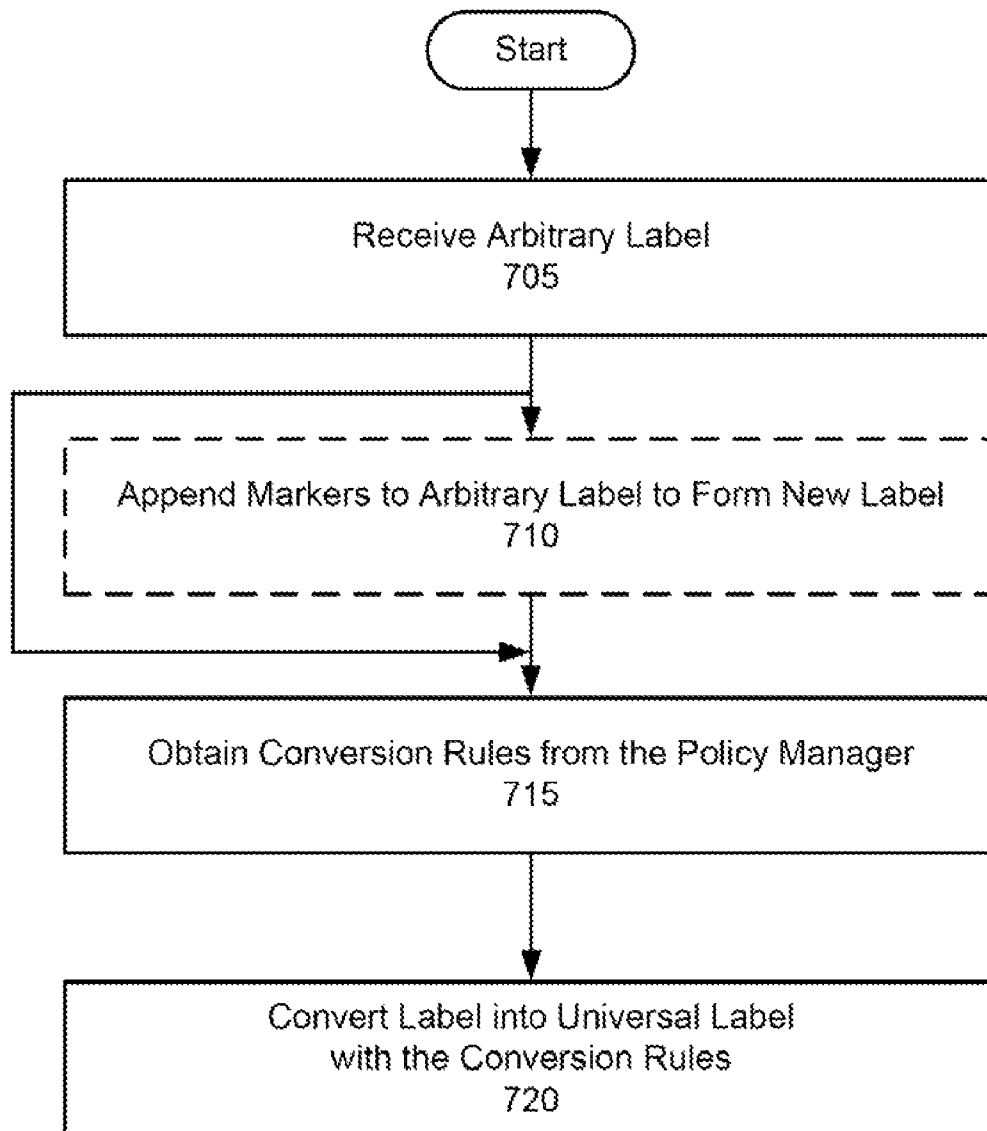 Start
Receive Arbitrary Label
705
Append Markers to Arbitrary Label to Form New Label
710
Obtain Conversion Rules from the Policy Manager
715
Convert Label into Universal Label
with the Conversion Rules
720